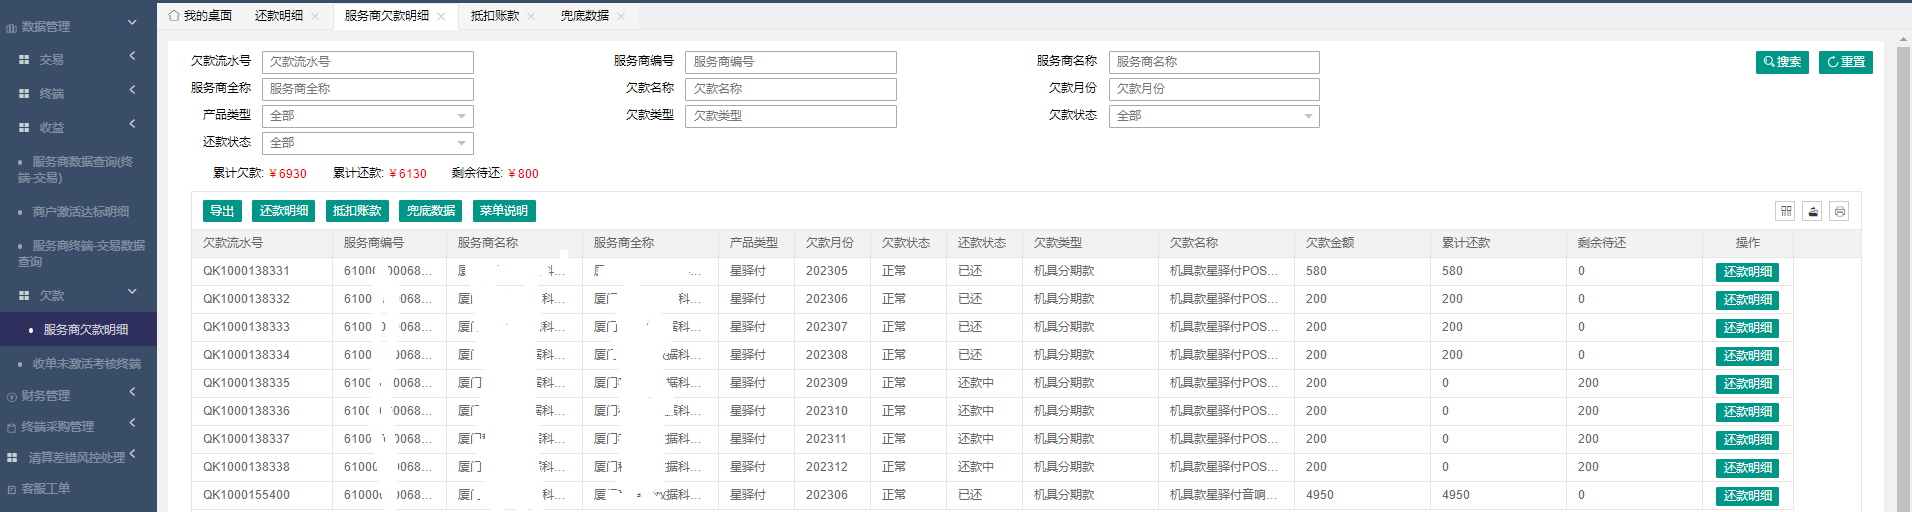 我的桌面 还款明细 服务商欠款明细 抵扣账款 兜底数据
数据管理
交易
终端
收益
服务商数据查询(终
端-交易)
商户激活达标明细
服务商终端-交易数据
查询
欠款
服务商欠款明细
收单未激活考核终端
财务管理
终端采购管理
清算差错风控处理
客服工单
欠款流水号 欠款流水号 服务商编号 服务商编号 服务商名称 服务商名称 搜索 重置
服务商全称 服务商全称 欠款名称 欠款名称 欠款月份 欠款月份
产品类型 全部 欠款类型 欠款类型 欠款状态 全部
还款状态 全部
累计欠款: ¥6930 累计还款: ¥6130 剩余待还: ¥800
导出 还款明细 抵扣账款 兜底数据 菜单说明
欠款流水号 服务商编号 服务商名称 服务商全称 产品类型 欠款月份 欠款状态 还款状态 欠款类型 欠款名称 欠款金额 累计还款 剩余待还 操作
QK1000138331 6100 0068... 科... ... 星驿付 202305 正常 已还 机具分期款 机具款星驿付POS... 580 580 0 还款明细
QK1000138332 6100 0068... 厦门 科... 厦门 科... 星驿付 202306 正常 已还 机具分期款 机具款星驿付POS... 200 200 0 还款明细
QK1000138333 6100 0068... 厦门 科... 厦门 科... 星驿付 202307 正常 已还 机具分期款 机具款星驿付POS... 200 200 0 还款明细
QK1000138334 6100 0068... 厦门 据科... 厦门 据科... 星驿付 202308 正常 已还 机具分期款 机具款星驿付POS... 200 200 0 还款明细
QK1000138335 6100 0068... 厦门 据科... 厦门 据科... 星驿付 202309 正常 还款中 机具分期款 机具款星驿付POS... 200 0 200 还款明细
QK1000138336 6100 0068... 厦门 据科... 厦门 据科... 星驿付 202310 正常 还款中 机具分期款 机具款星驿付POS... 200 0 200 还款明细
QK1000138337 6100 068... 厦门 据科... 厦门 据科... 星驿付 202311 正常 还款中 机具分期款 机具款星驿付POS... 200 0 200 还款明细
QK1000138338 6100 068... 厦门 科... 厦门 据科... 星驿付 202312 正常 还款中 机具分期款 机具款星驿付POS... 200 0 200 还款明细
QK1000155400 6100 068... 厦门 科... 厦门 据科... 星驿付 202306 正常 已还 机具分期款 机具款星驿付音响... 4950 4950 0 还款明细